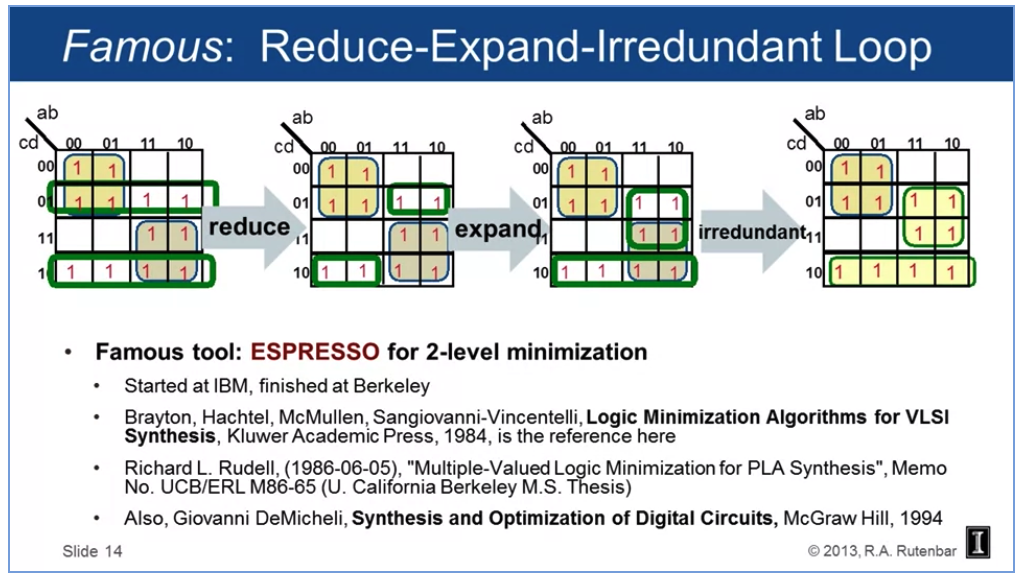 Famous: Reduce-Expand-Irredundant Loop
ab
cd 00 01 11 10
00 1 1
01 1 1 1 1
11 1 1
10 1 1 1 1
reduce
ab
cd 00 01 11 10
00 1 1
01 1 1 1 1
11 1 1
10 1 1 1 1
expand
ab
cd 00 01 11 10
00 1 1
01 1 1 1 1
11 1 1
10 1 1 1 1
irredundant
ab
cd 00 01 11 10
00 1 1
01 1 1 1 1
11 1 1
10 1 1 1 1
• Famous tool: ESPRESSO for 2-level minimization
• Started at IBM, finished at Berkeley
• Brayton, Hachtel, McMullen, Sangiovanni-Vincentelli, Logic Minimization Algorithms for VLSI
Synthesis, Kluwer Academic Press, 1984, is the reference here
• Richard L. Rudell, (1986-06-05), "Multiple-Valued Logic Minimization for PLA Synthesis", Memo
No. UCB/ERL M86-65 (U. California Berkeley M.S. Thesis)
• Also, Giovanni DeMicheli, Synthesis and Optimization of Digital Circuits, McGraw Hill, 1994
Slide 14
© 2013, R.A. Rutenbar
I